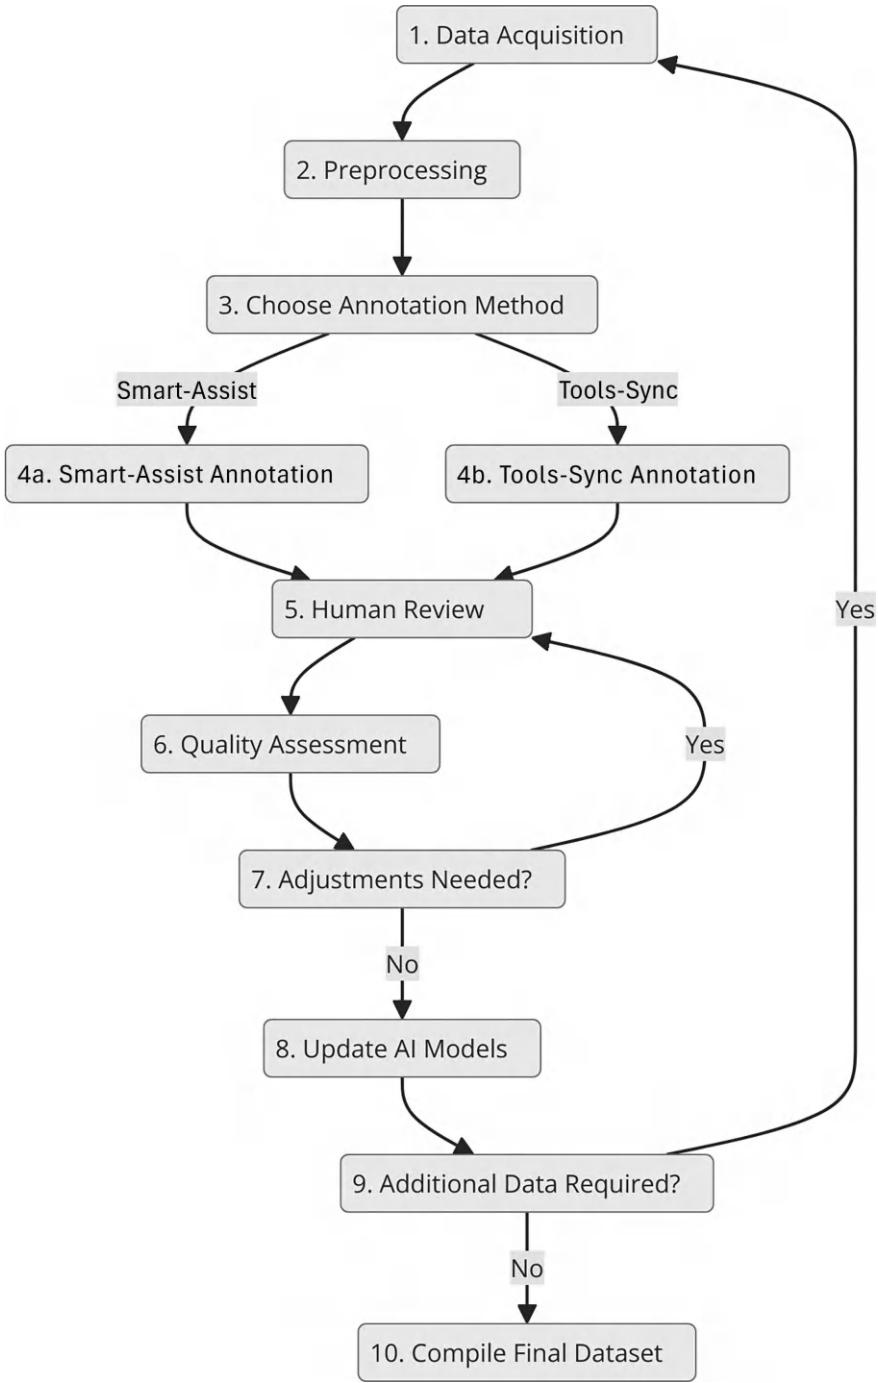 1. Data Acquisition
2. Preprocessing
3. Choose Annotation Method
Smart-Assist
Tools-Sync
4a. Smart-Assist Annotation
4b. Tools-Sync Annotation
5. Human Review
Yes
6. Quality Assessment
Yes
7. Adjustments Needed?
No
8. Update AI Models
9. Additional Data Required?
No
10. Compile Final Dataset